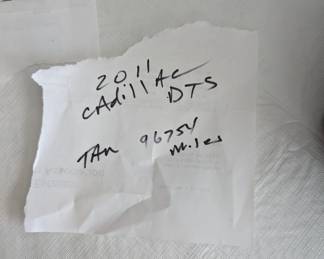 2011
cAdillAc
DTS
TAN 96754
miles